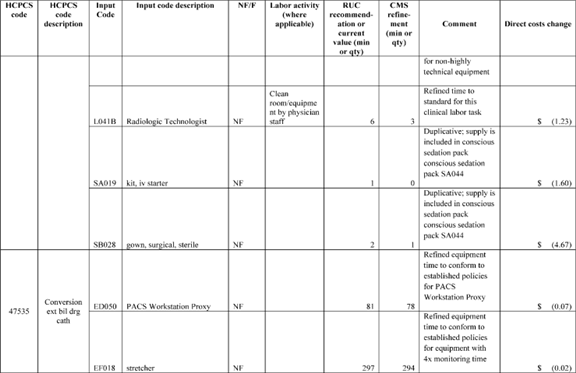 HCPCS code HCPCS code description Input Code Input code description NF/F Labor activity (where applicable) RUC recommend-ation or current value (min or qty) CMS refine-ment (min or qty) Comment Direct costs change
for non-highly
technical equipment
L041B Radiologic Technologist NF Clean room/equipme nt by physician staff 6 3 Refined time to standard for this clinical labor task $ (1.23)
SA019 kit, iv starter NF 1 0 Duplicative; supply is included in conscious sedation pack conscious sedation pack SA044 $ (1.60)
SB028 gown, surgical, sterile NF 2 1 Duplicative; supply is included in conscious sedation pack conscious sedation pack SA044 $ (4.67)
47535 Conversion ext bil drg cath ED050 PACS Workstation Proxy NF 81 78 Refined equipment time to conform to established policies for PACS Workstation Proxy $ (0.07)
EF018 stretcher NF 297 294 Refined equipment time to conform to established policies for equipment with 4x monitoring time $ (0.02)